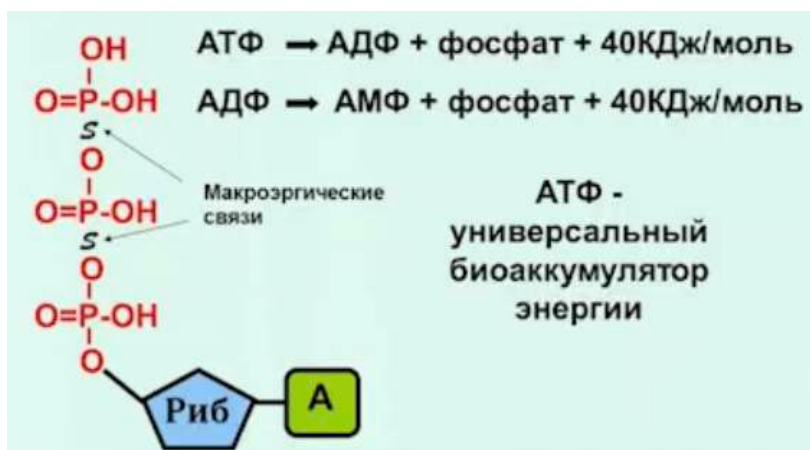 АТФ → АДФ + фосфат + 40КДж/моль
АДФ → АМФ + фосфат + 40КДж/моль
OH
O=P-OH
S
O
O=P-OH
S
O
O=P-OH
O
Макроэргические
связи
АТФ -
универсальный
биоаккумулятор
энергии
Риб
А